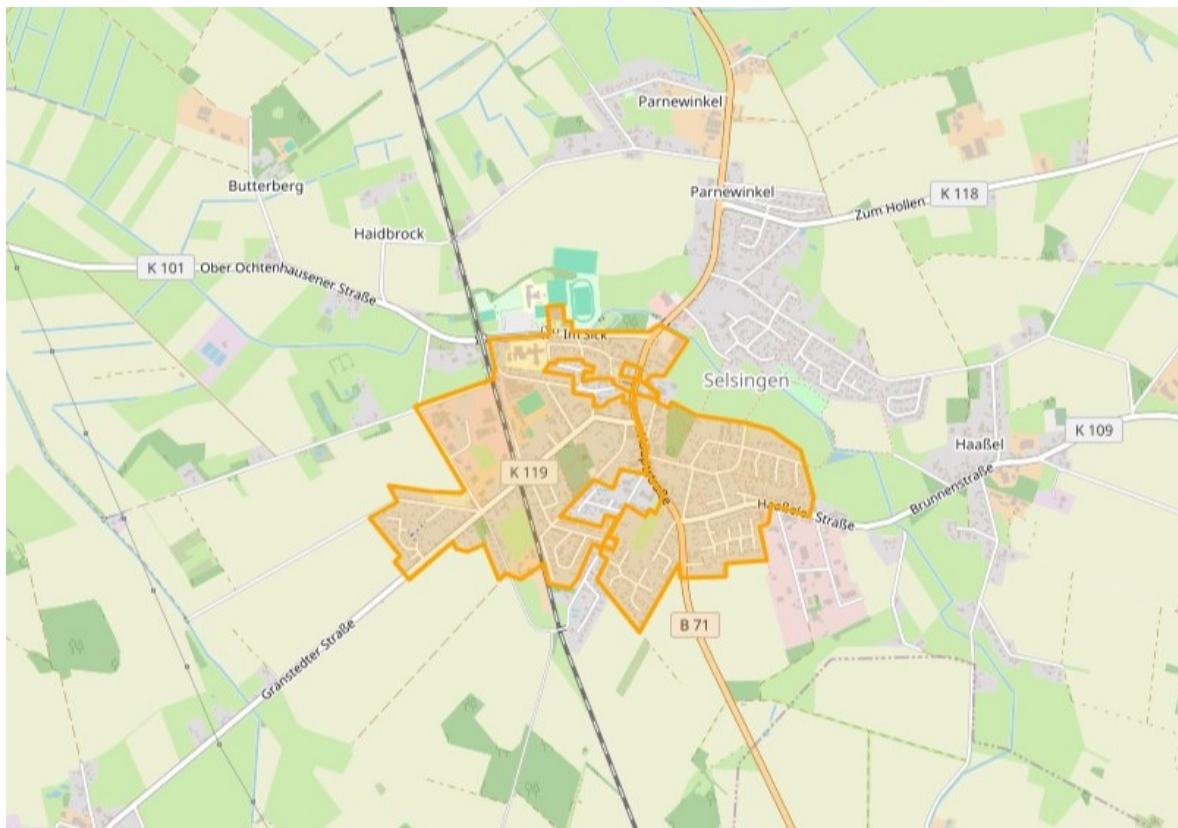 Parnewinkel
Butterberg
Parnewinkel
K 118
Zum Hollen
Haidbrock
K 101
Ober Ochtenhausener Straße
Im Sick
Selsingen
K 109
Haaßel
K 119
Brunnenstraße
Haaßeler Straße
B 71
Granstedter Straße